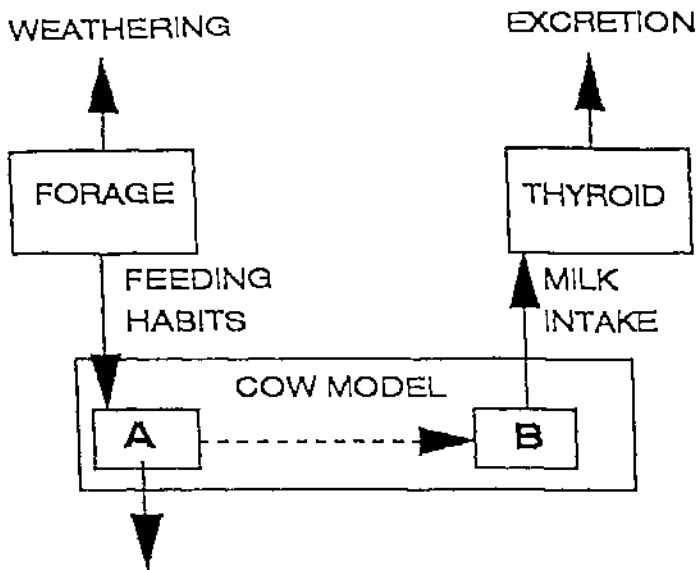 WEATHERING
EXCRETION
FORAGE
THYROID
FEEDING
HABITS
MILK
INTAKE
COW MODEL
A
B